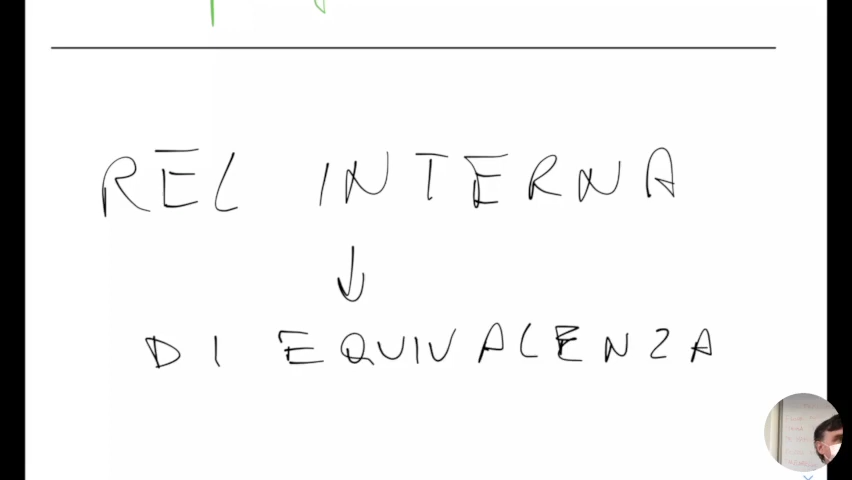 REL INTERNA
↓
DI EQUIVALENZA